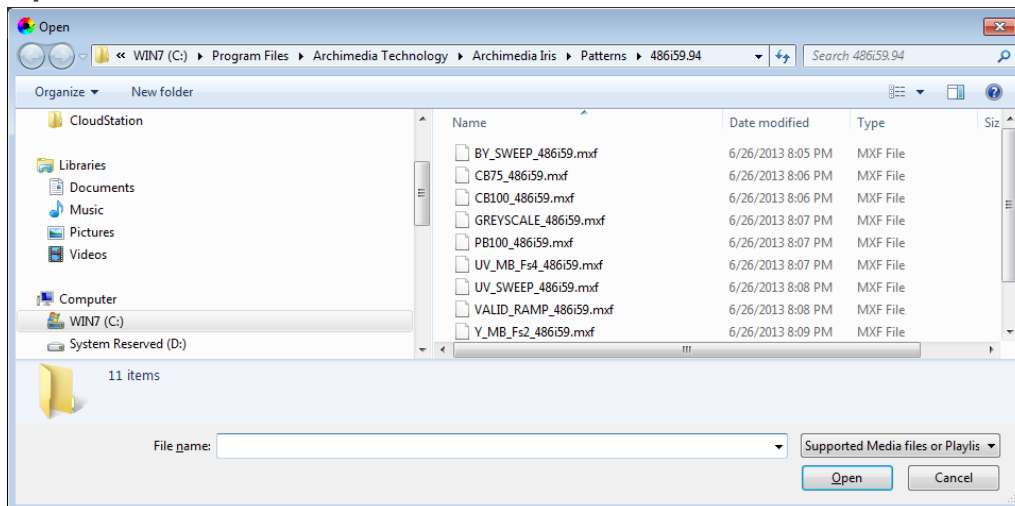 Open
« WIN7 (C:) Program Files Archimedia Technology Archimedia Iris Patterns 486i59.94 Search 486i59.94
Organize New folder
CloudStation
Libraries
Documents
Music
Pictures
Videos
Computer
WIN7 (C:)
System Reserved (D:)
Name Date modified Type Siz
BY_SWEEP_486i59.mxf 6/26/2013 8:05 PM MXF File
CB75_486i59.mxf 6/26/2013 8:06 PM MXF File
CB100_486i59.mxf 6/26/2013 8:06 PM MXF File
GREYSCALE_486i59.mxf 6/26/2013 8:07 PM MXF File
PB100_486i59.mxf 6/26/2013 8:07 PM MXF File
UV_MB_Fs4_486i59.mxf 6/26/2013 8:07 PM MXF File
UV_SWEEP_486i59.mxf 6/26/2013 8:08 PM MXF File
VALID_RAMP_486i59.mxf 6/26/2013 8:08 PM MXF File
Y_MB_Fs2_486i59.mxf 6/26/2013 8:09 PM MXF File
11 items
File name: Supported Media files or Playlis
Open Cancel